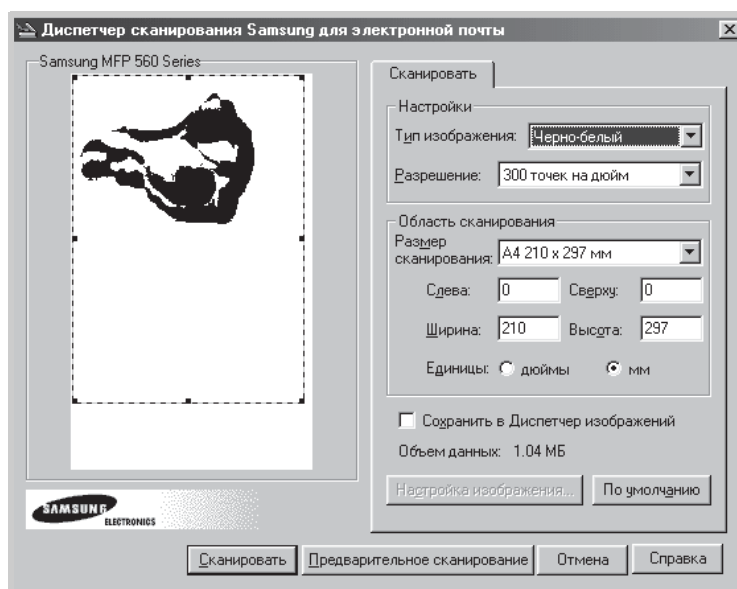 Диспетчер сканирования Samsung для электронной почты
Samsung MFP 560 Series
Сканировать
Настройки
Тип изображения: Черно-белый
Разрешение: 300 точек на дюйм
Область сканирования
Размер
сканирования: A4 210 x 297 мм
Слева: 0 Сверху: 0
Ширина: 210 Высота: 297
Единицы: дюймы мм
Сохранить в Диспетчер изображений
Объем данных: 1.04 МБ
Настройка изображения... По умолчанию
SAMSUNG
ELECTRONICS
Сканировать Предварительное сканирование Отмена Справка